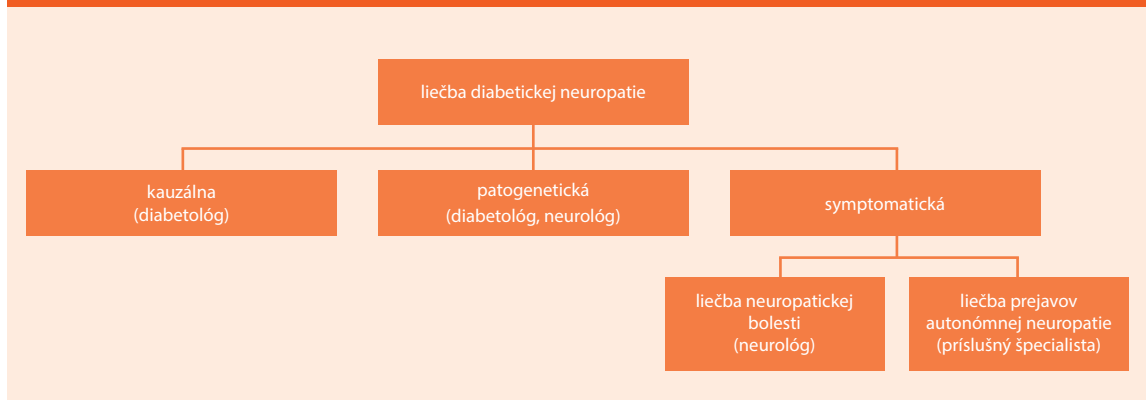 liečba diabetickej neuropatie
kauzálna
(diabetológ)
patogenetická
(diabetológ, neurológ)
symptomatická
liečba neuropatickej
bolesti
(neurológ)
liečba prejavov
autonómnej neuropatie
(príslušný špecialista)